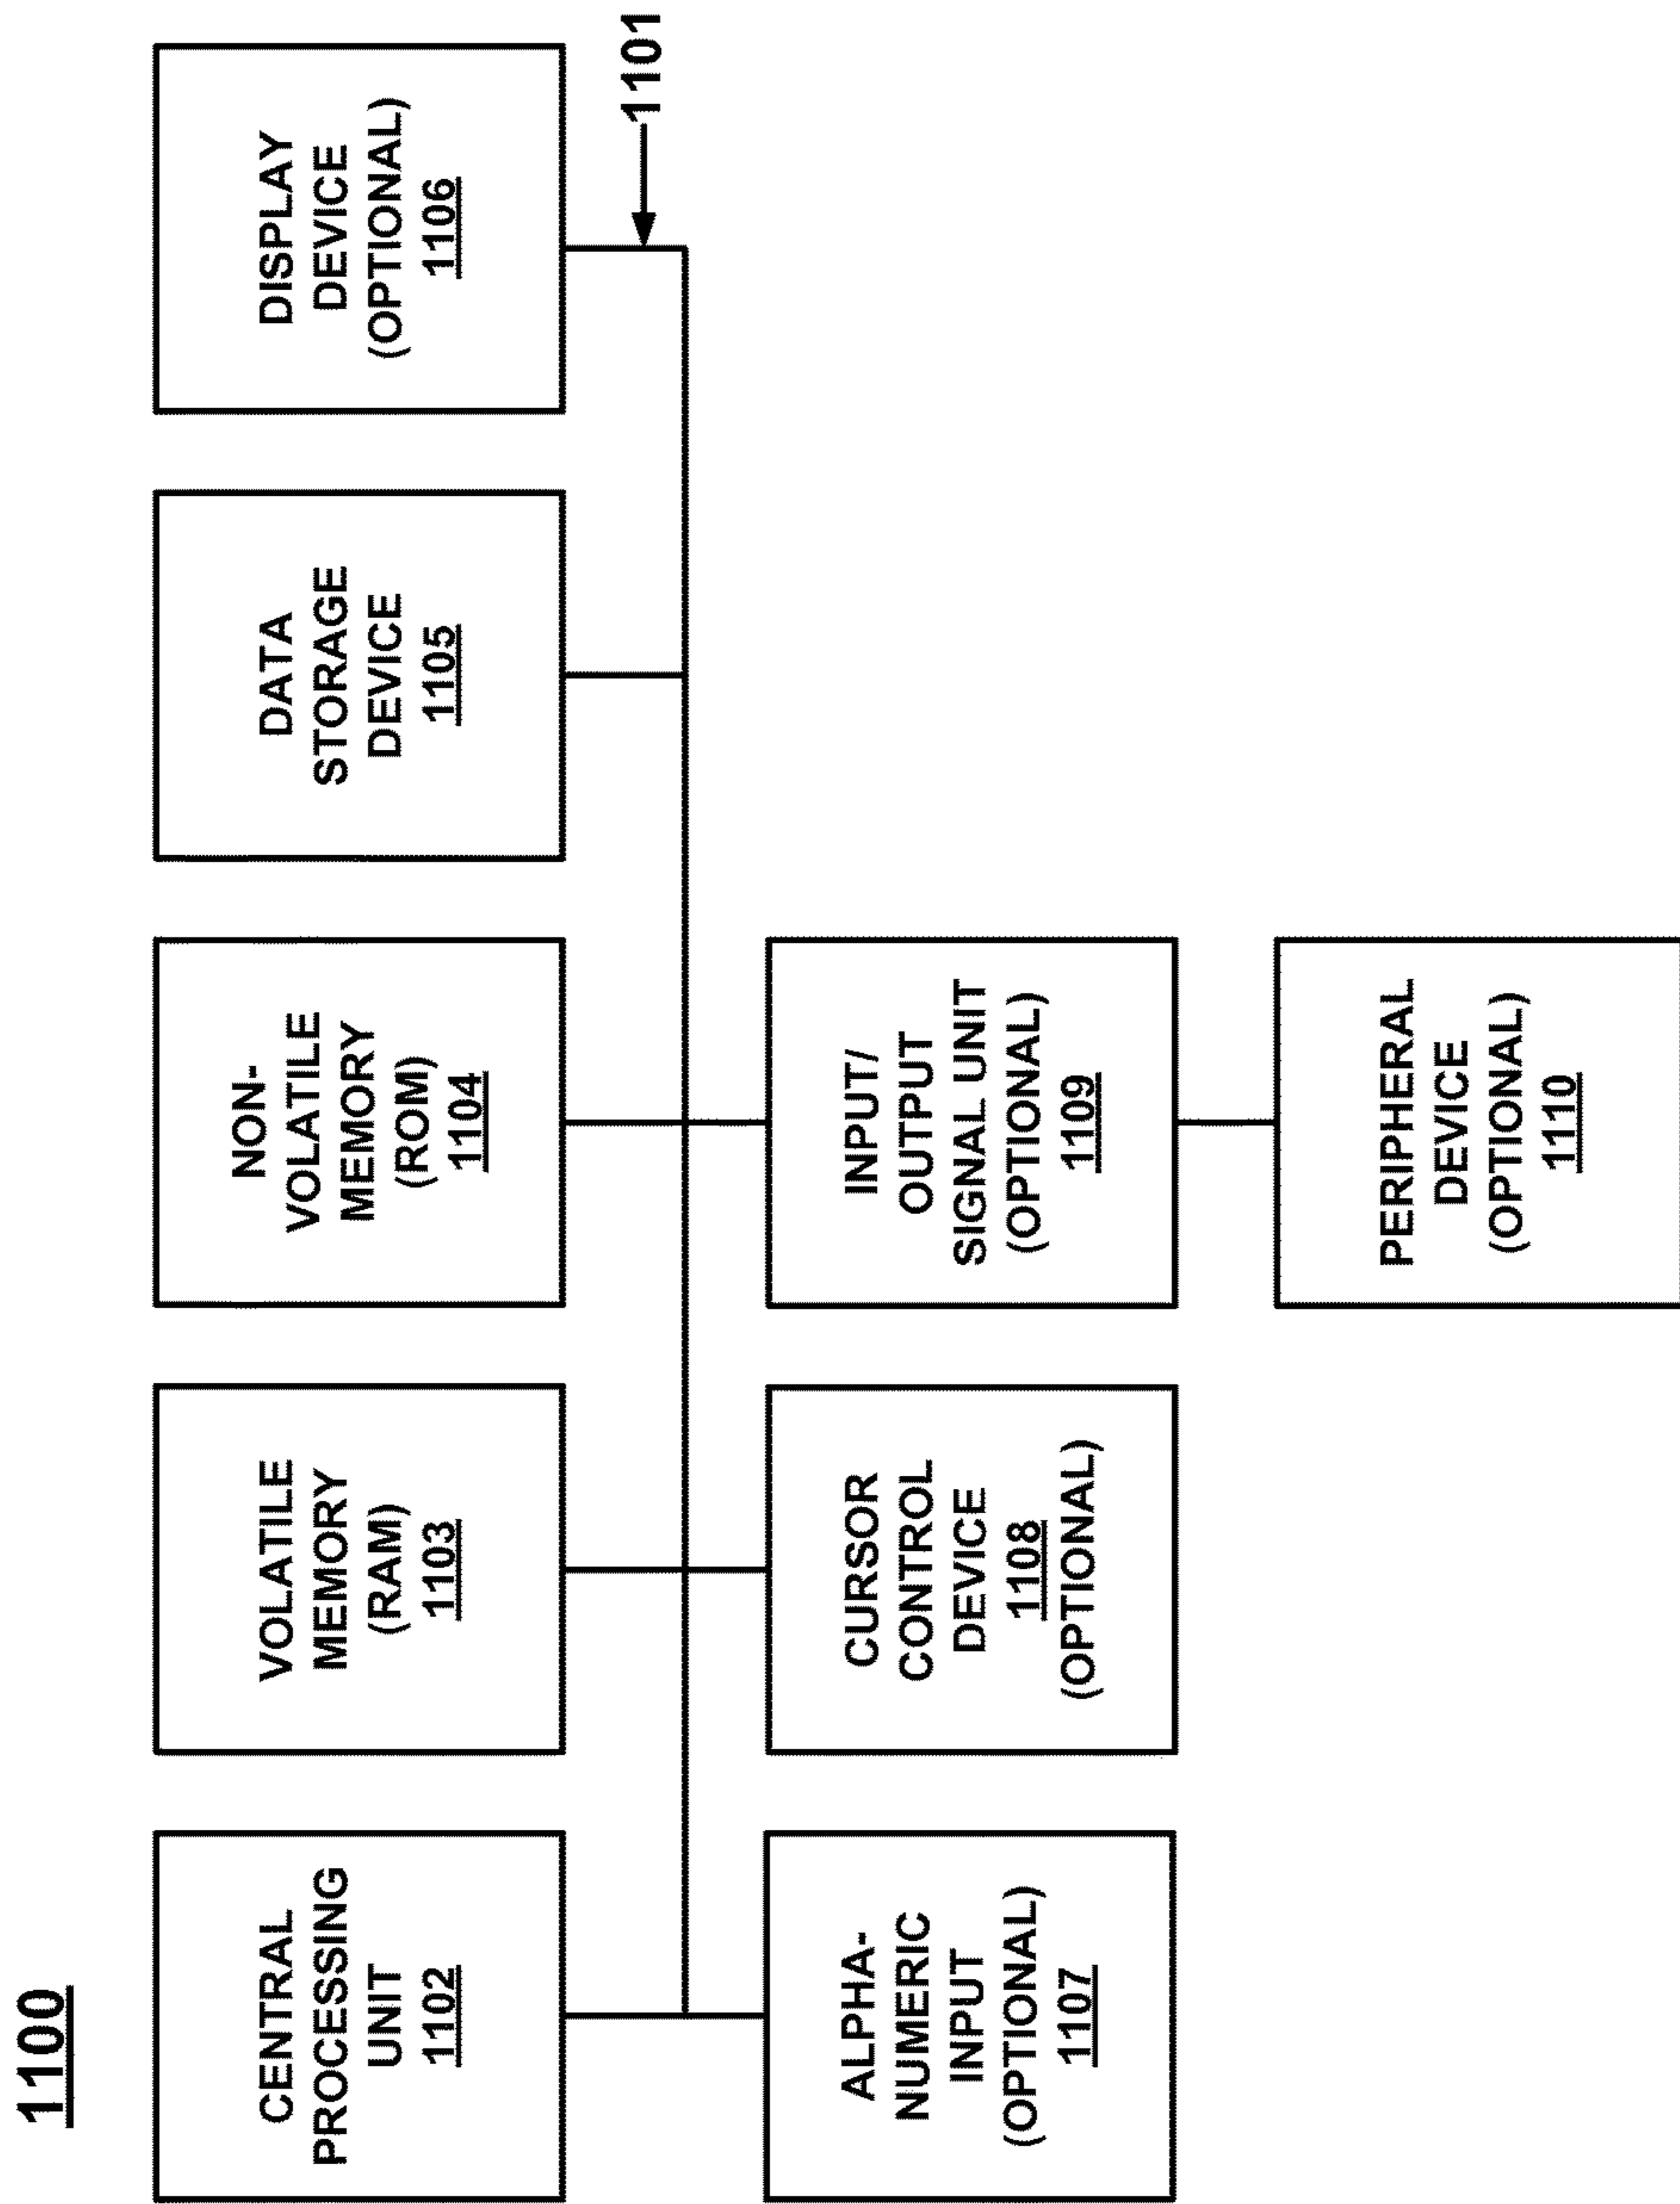 1100
CENTRAL
PROCESSING
UNIT
1102
VOLATILE
MEMORY
(RAM)
1103
NON-
VOLATILE
MEMORY
(ROM)
1104
DATA
STORAGE
DEVICE
1105
DISPLAY
DEVICE
(OPTIONAL)
1106
1101
ALPHA-
NUMERIC
INPUT
(OPTIONAL)
1107
CURSOR
CONTROL
DEVICE
1108
(OPTIONAL)
INPUT/
OUTPUT
SIGNAL UNIT
(OPTIONAL)
1109
PERIPHERAL
DEVICE
(OPTIONAL)
1110